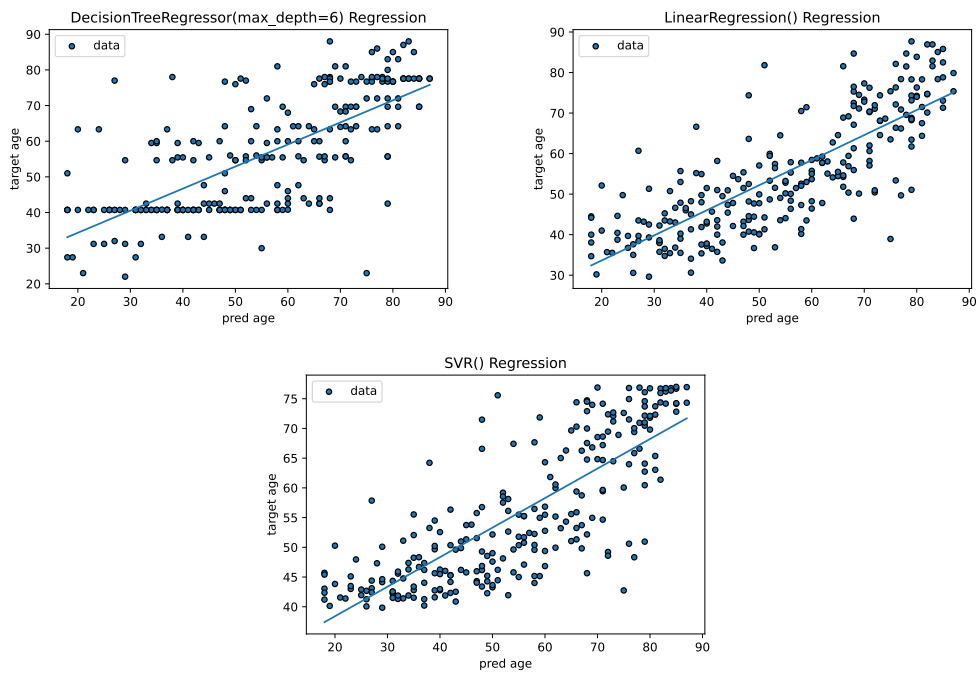 DecisionTreeRegressor(max_depth=6) Regression
data
target age
90
80
70
60
50
40
30
20
20 30 40 50 60 70 80 90
pred age
LinearRegression() Regression
data
target age
90
80
70
60
50
40
30
20 30 40 50 60 70 80 90
pred age
SVR() Regression
data
target age
75
70
65
60
55
50
45
40
20 30 40 50 60 70 80 90
pred age